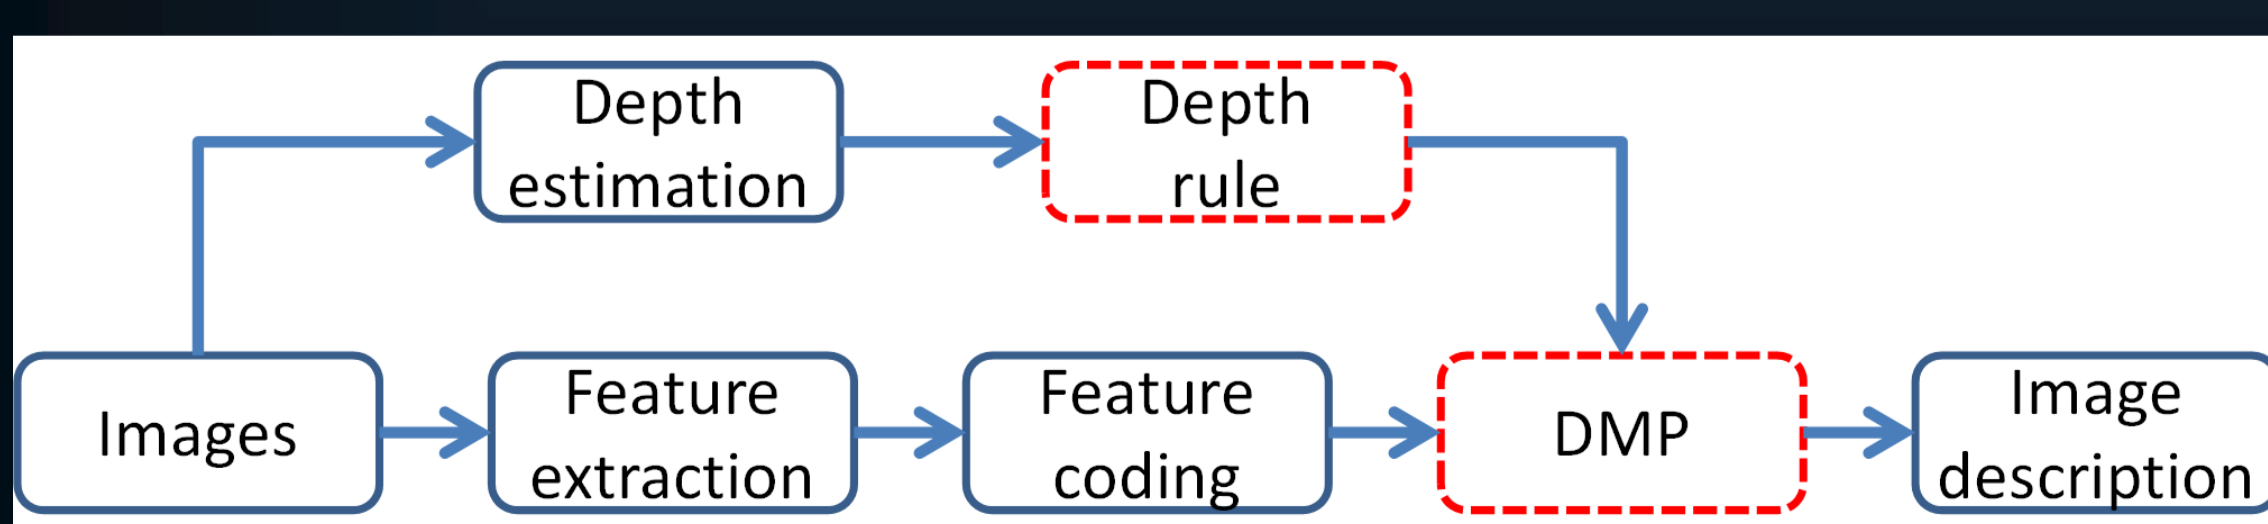 Depth
estimation
Depth
rule
Images
Feature
extraction
Feature
coding
DMP
Image
description